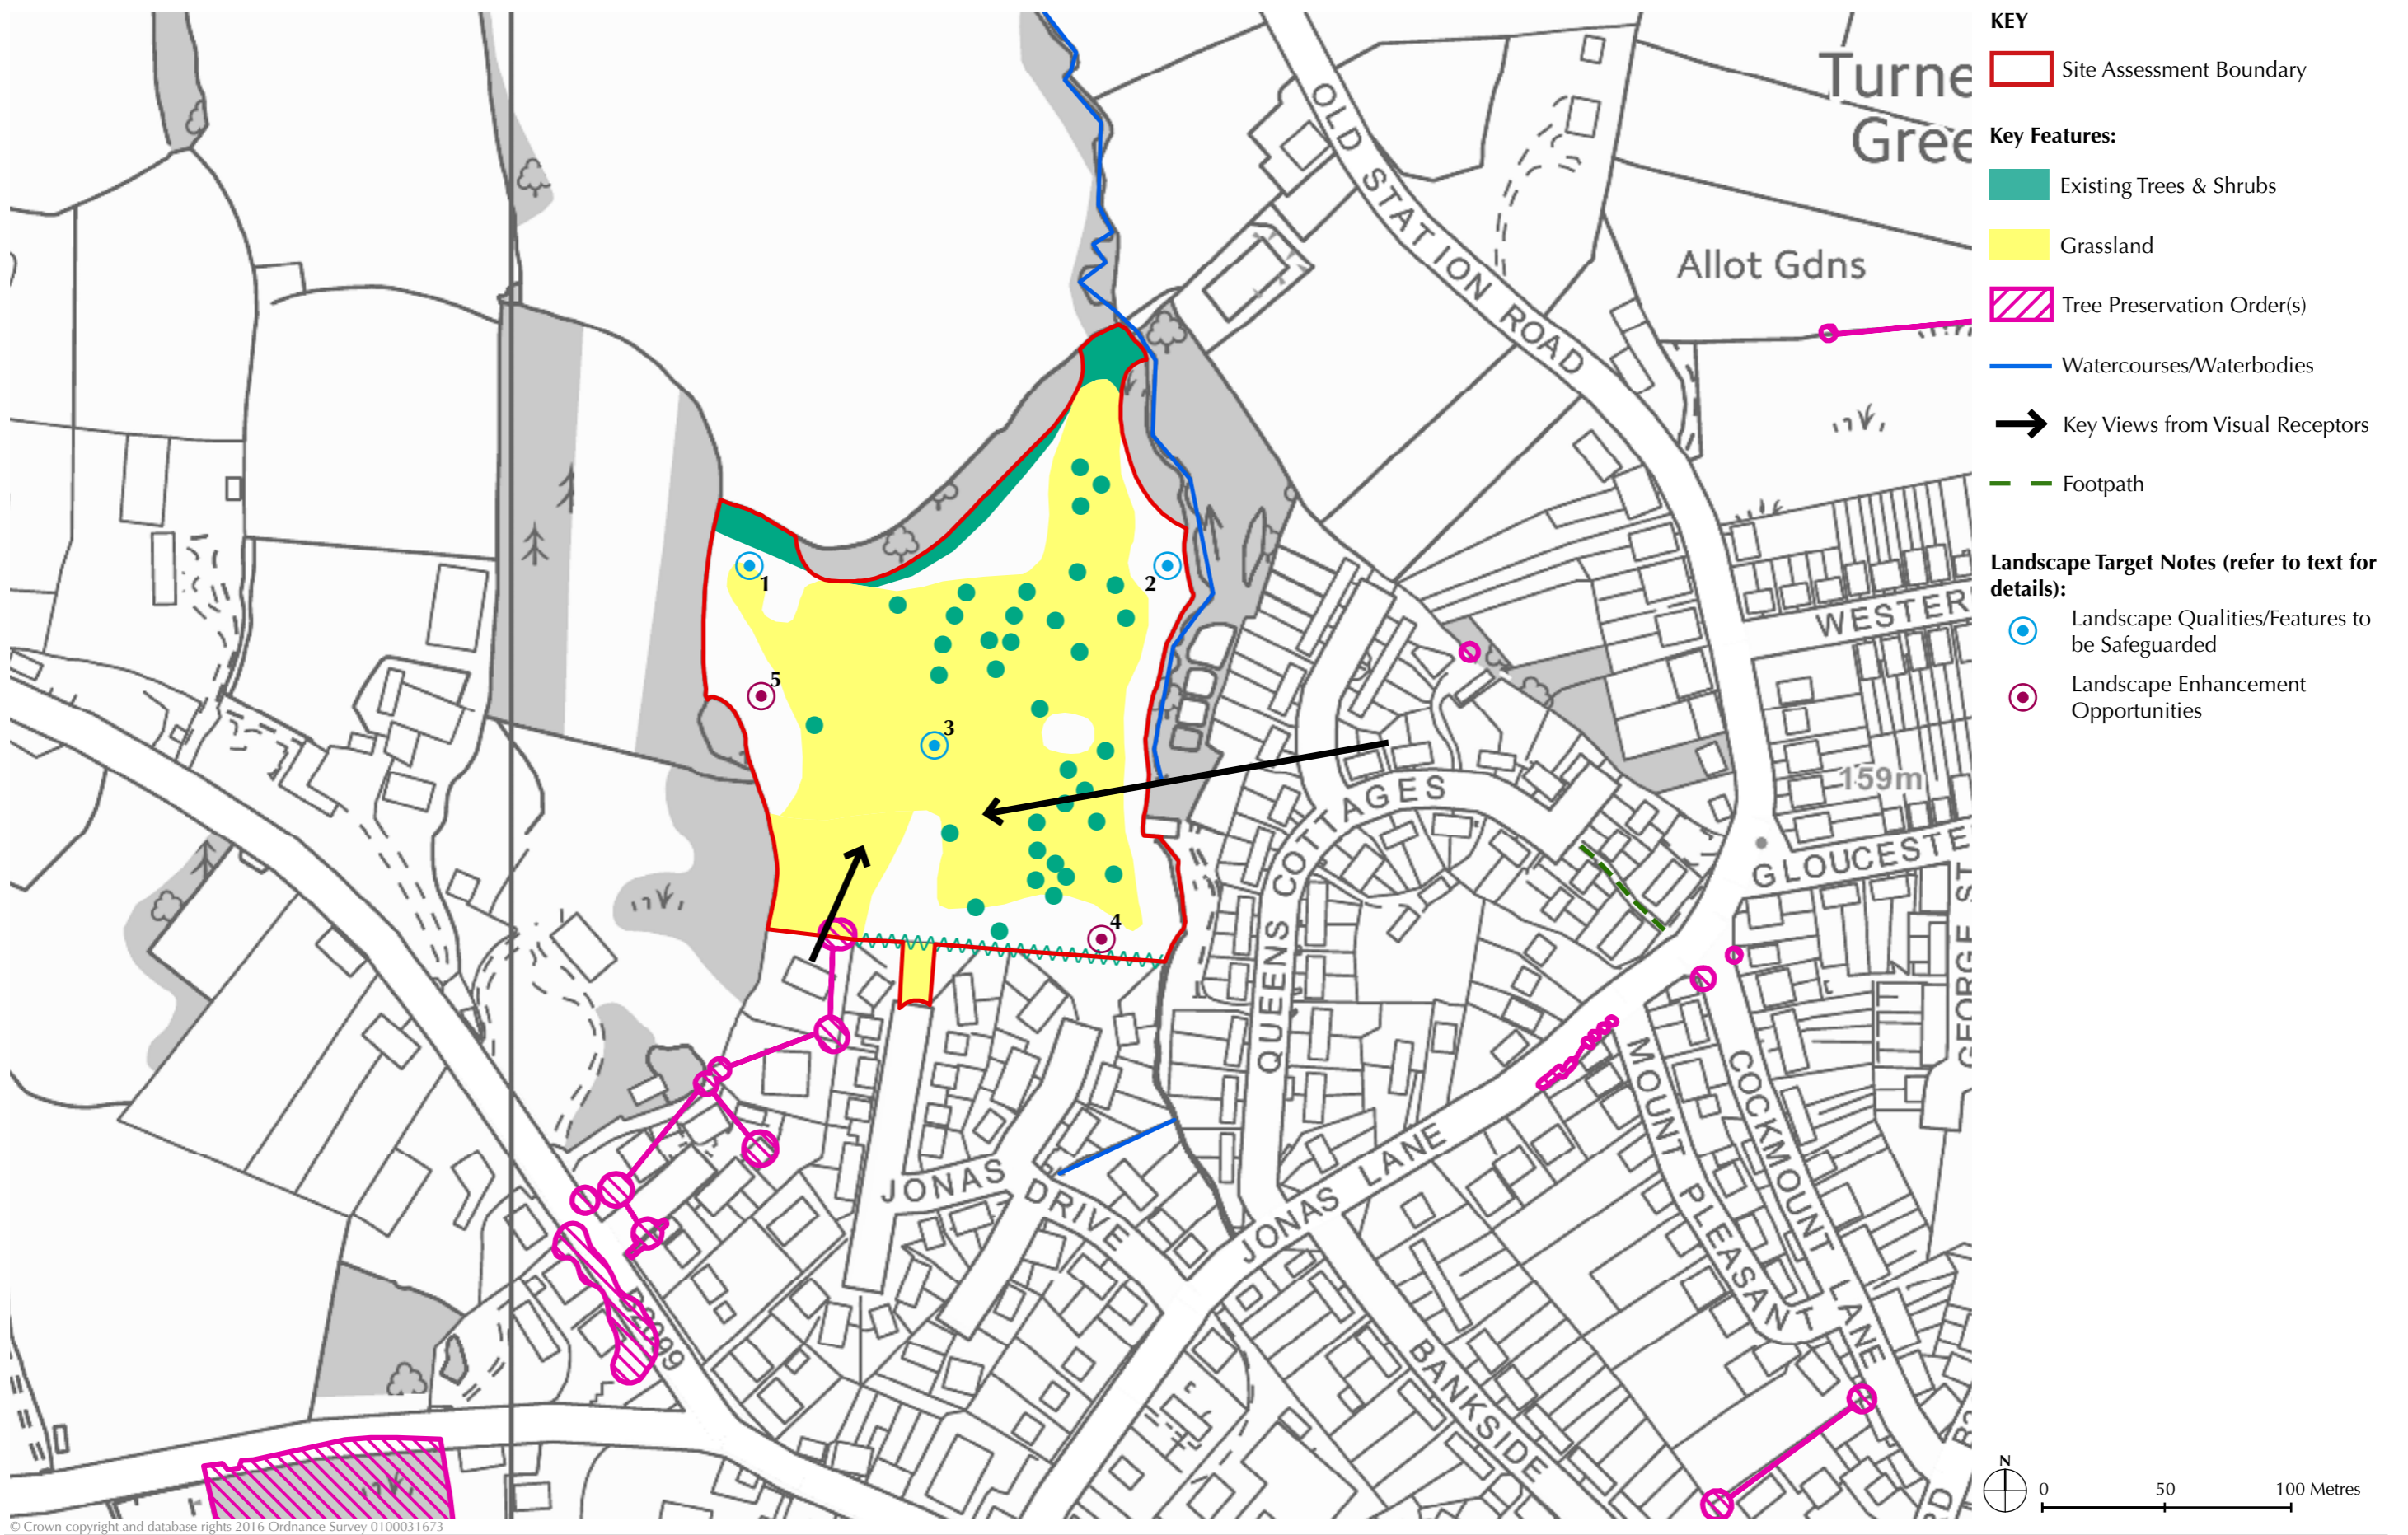 Turne
Gree
OLD STATION ROAD
Allot Gdns
WESTER
159m
GLOUCESTE
GEORGE ST
QUEENS COTTAGES
JONAS DRIVE
JONAS LANE
MOUNT PLEASANT
COCKMOUNT LANE
BANKSIDE
1
2
3
4
5
KEY
Site Assessment Boundary
Key Features:
Existing Trees & Shrubs
Grassland
Tree Preservation Order(s)
Watercourses/Waterbodies
Key Views from Visual Receptors
Footpath
Landscape Target Notes (refer to text for
details):
Landscape Qualities/Features to
be Safeguarded
Landscape Enhancement
Opportunities
N
0 50 100 Metres
© Crown copyright and database rights 2016 Ordnance Survey 0100031673